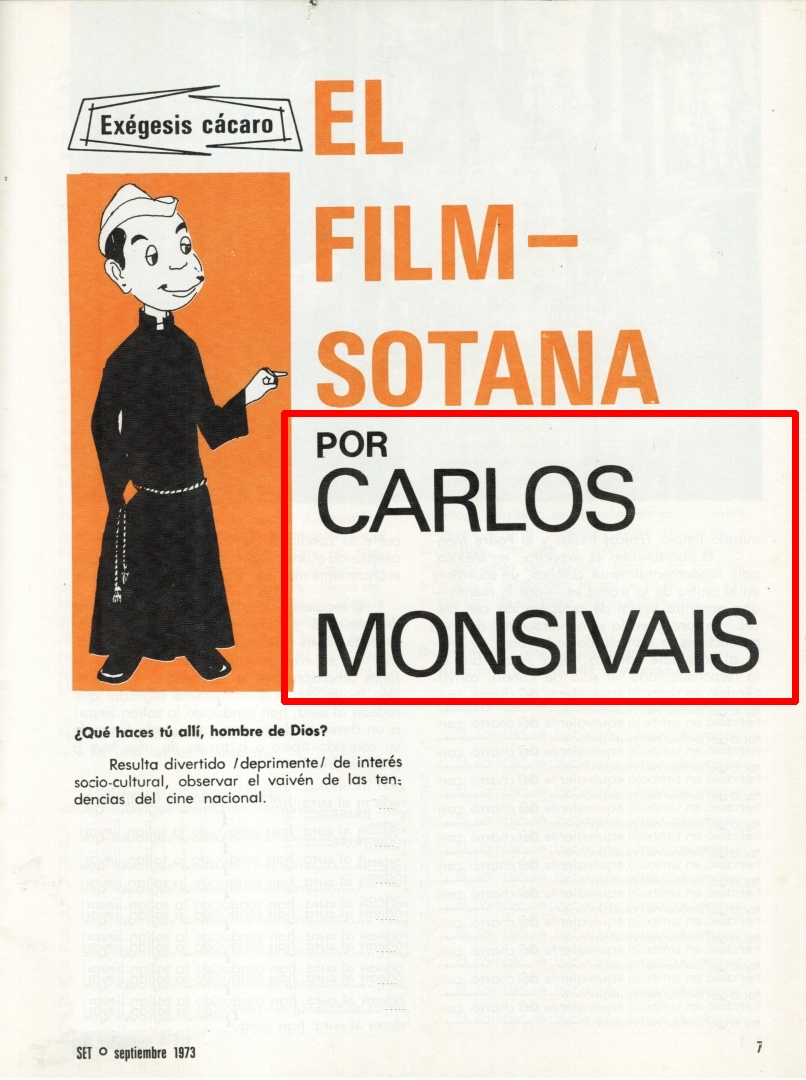 Exégesis cácaro
EL
FILM-
SOTANA
POR
CARLOS
MONSIVAIS
¿Qué haces tú allí, hombre de Dios?
Resulta divertido /deprimente/ de interés
socio-cultural, observar el vaivén de las ten-
dencias del cine nacional.
SET o septiembre 1973
7